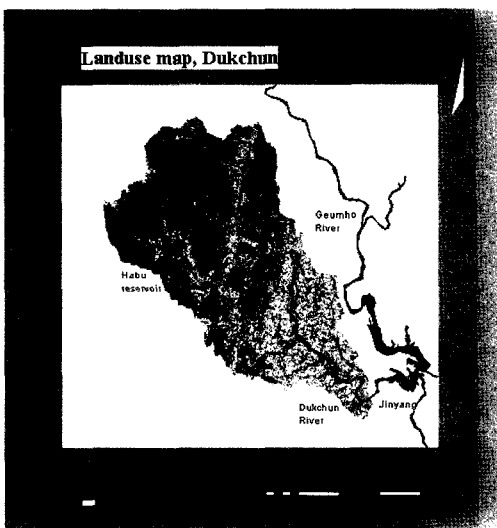 Landuse map, Dukchun
Geumho
River
Habu
reservoir
Dukchun
River
Jinyang